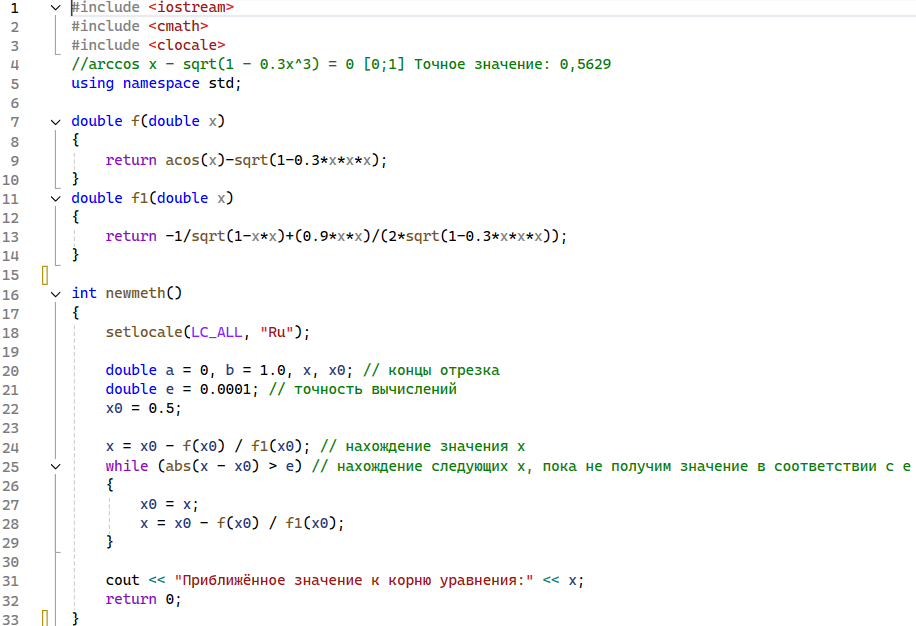 1 #include <iostream>
2 #include <cmath>
3 #include <clocale>
4 //arccos x - sqrt(1 - 0.3x^3) = 0 [0;1] Точное значение: 0,5629
5 using namespace std;
6
7 double f(double x)
8 {
9 return acos(x)-sqrt(1-0.3*x*x*x);
10 }
11 double f1(double x)
12 {
13 return -1/sqrt(1-x*x)+(0.9*x*x)/(2*sqrt(1-0.3*x*x*x));
14 }
15
16 int newmeth()
17 {
18 setlocale(LC_ALL, "Ru");
19
20 double a = 0, b = 1.0, x, x0; // концы отрезка
21 double e = 0.0001; // точность вычислений
22 x0 = 0.5;
23
24 x = x0 - f(x0) / f1(x0); // нахождение значения x
25 while (abs(x - x0) > e) // нахождение следующих x, пока не получим значение в соответствии с e
26 {
27 x0 = x;
28 x = x0 - f(x0) / f1(x0);
29 }
30
31 cout << "Приближённое значение к корню уравнения:" << x;
32 return 0;
33 }